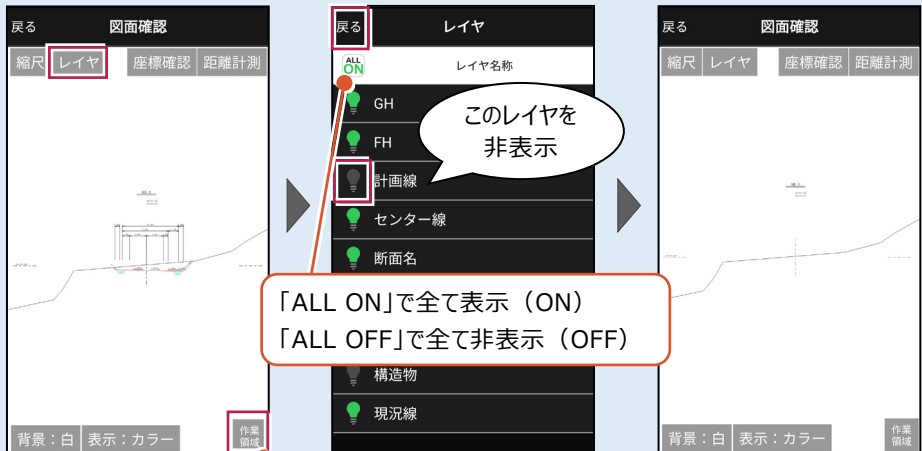 戻る
図面確認
縮尺
レイヤ
座標確認
距離計測
背景：白
表示：カラー
作業
領域
戻る
レイヤ
ALL
ON
レイヤ名称
GH
FH
計画線
センター線
断面名
構造物
現況線
このレイヤを
非表示
「ALL ON」で全て表示（ON）
「ALL OFF」で全て非表示（OFF）
戻る
図面確認
縮尺
レイヤ
座標確認
距離計測
背景：白
表示：カラー
作業
領域